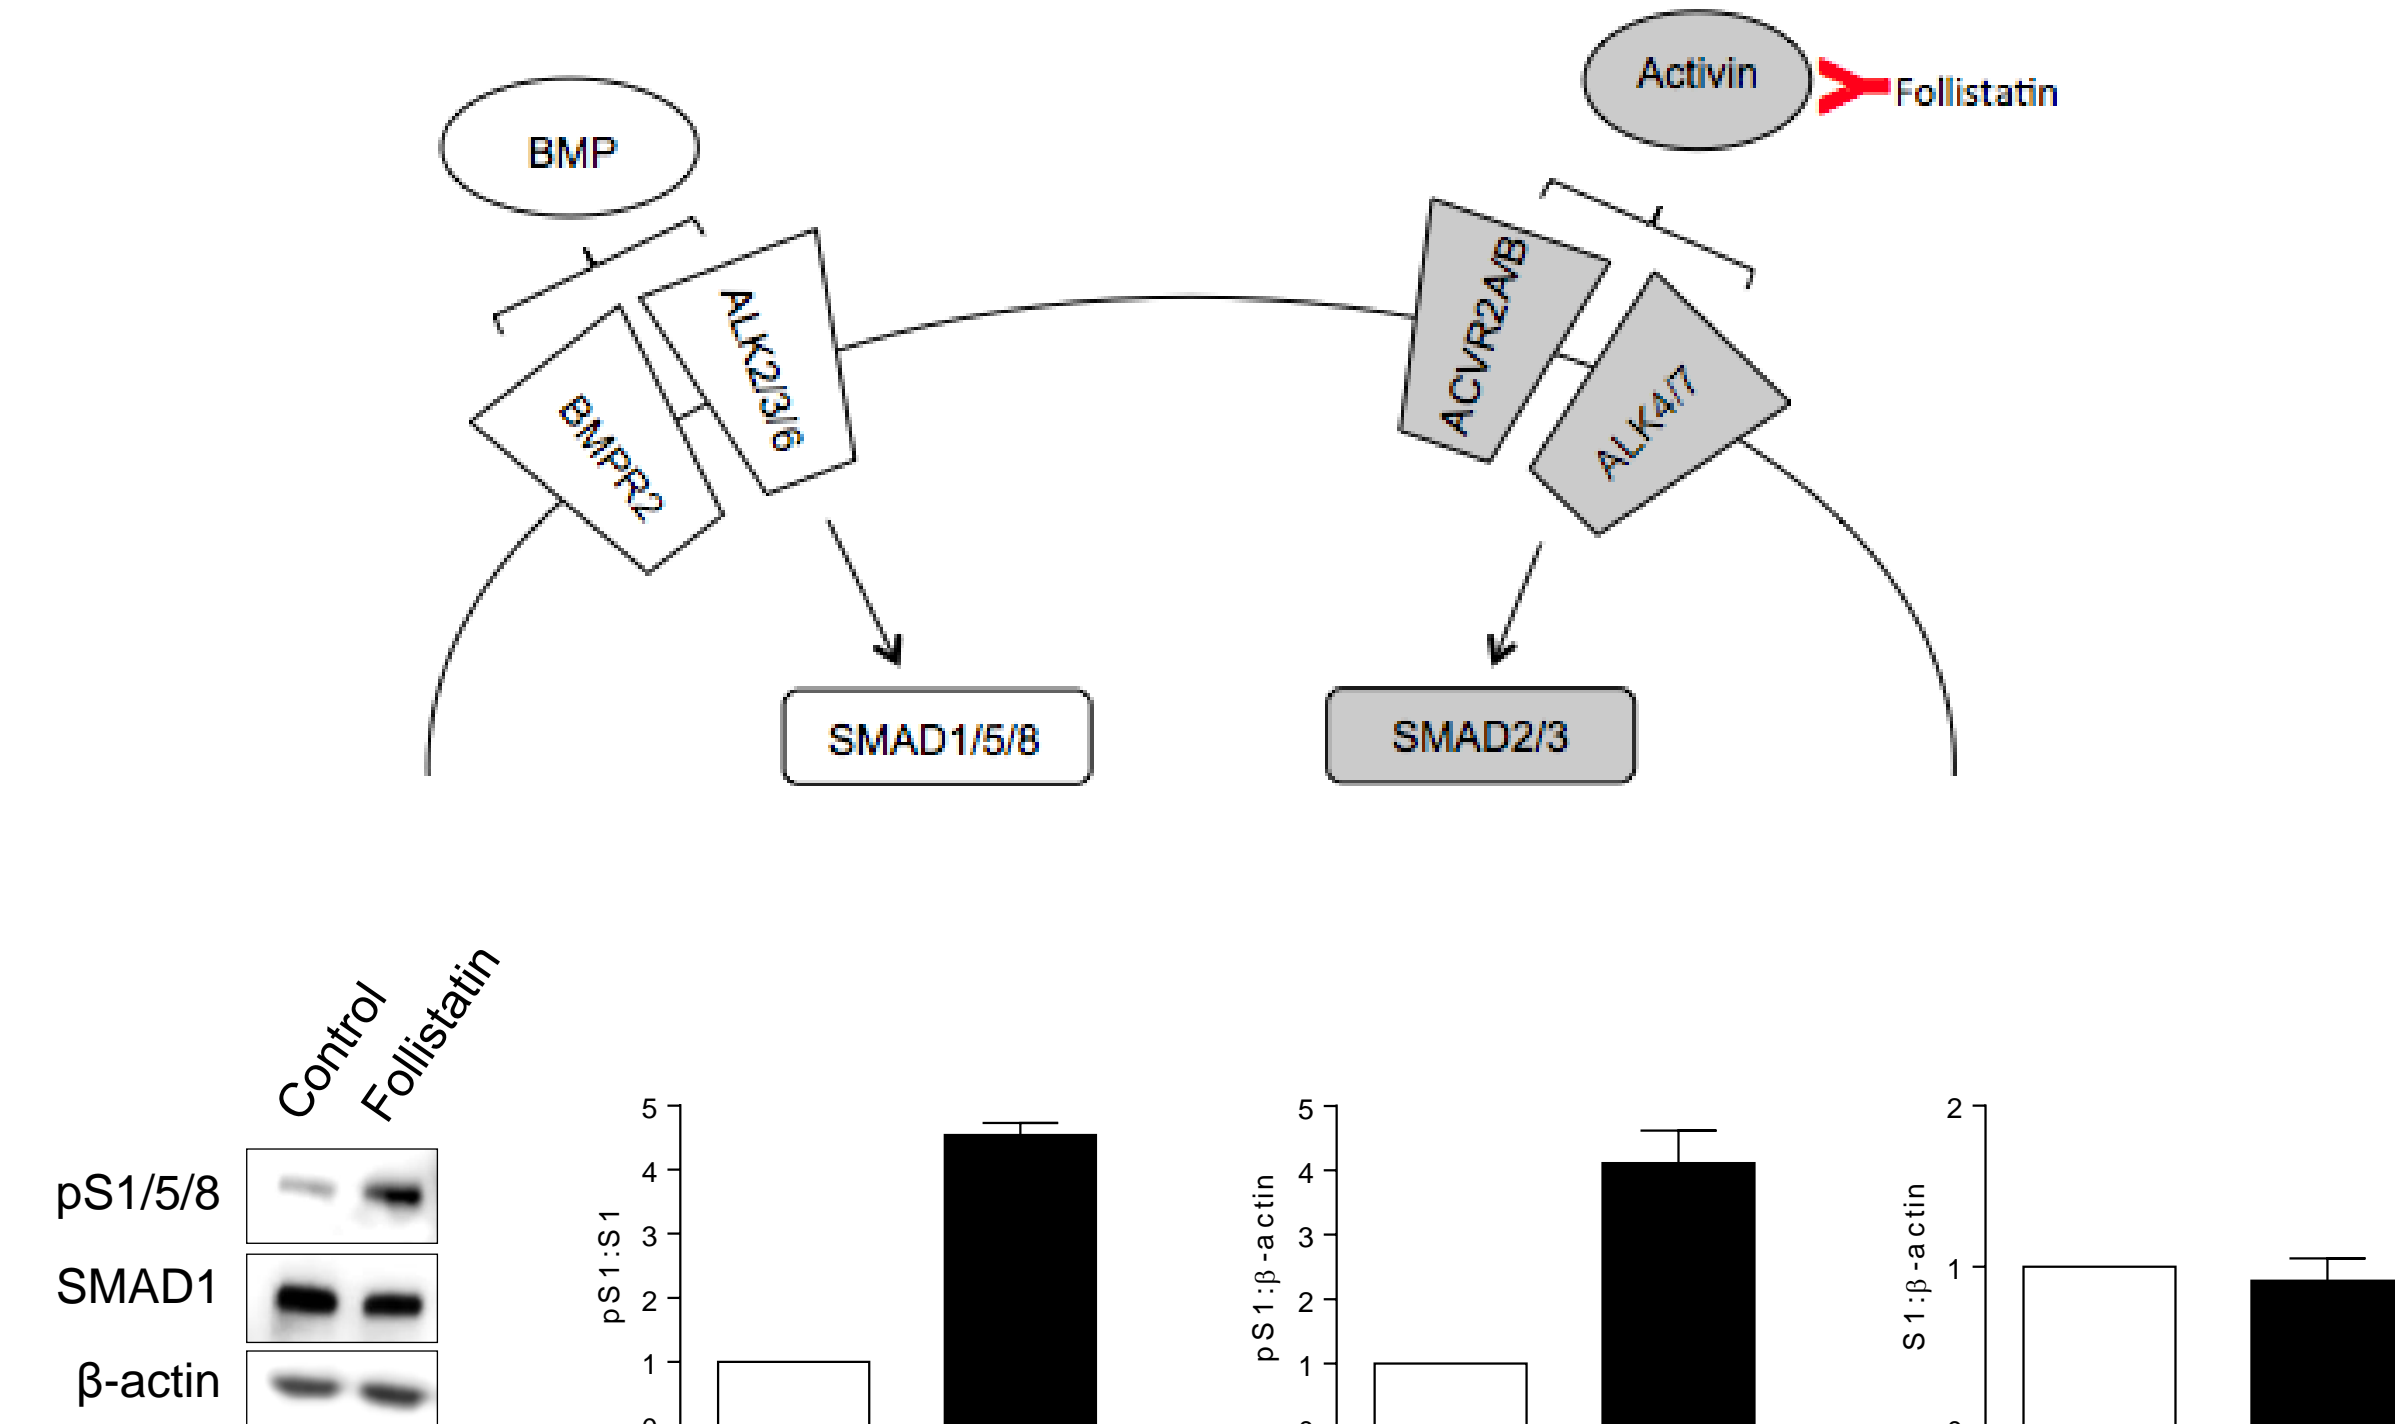 Activin
Follistatin
BMP
ACVR2A/B
ALK2/3/6
ALK4/7
BMPR2
SMAD1/5/8
SMAD2/3
Control
Follistatin
pS1/5/8
SMAD1
β-actin
pS1:S1
5
4
3
2
1
pS1:β-actin
5
4
3
2
1
S1:β-actin
2
1